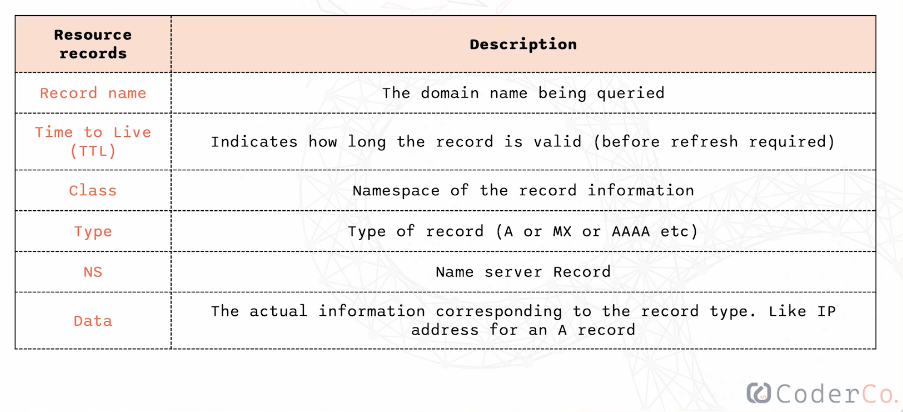 Resource
records
Description
Record name
The domain name being queried
Time to Live
(TTL)
Indicates how long the record is valid (before refresh required)
Class
Namespace of the record information
Type
Type of record (A or MX or AAAA etc)
NS
Name server Record
Data
The actual information corresponding to the record type. Like IP
address for an A record
CoderCo.